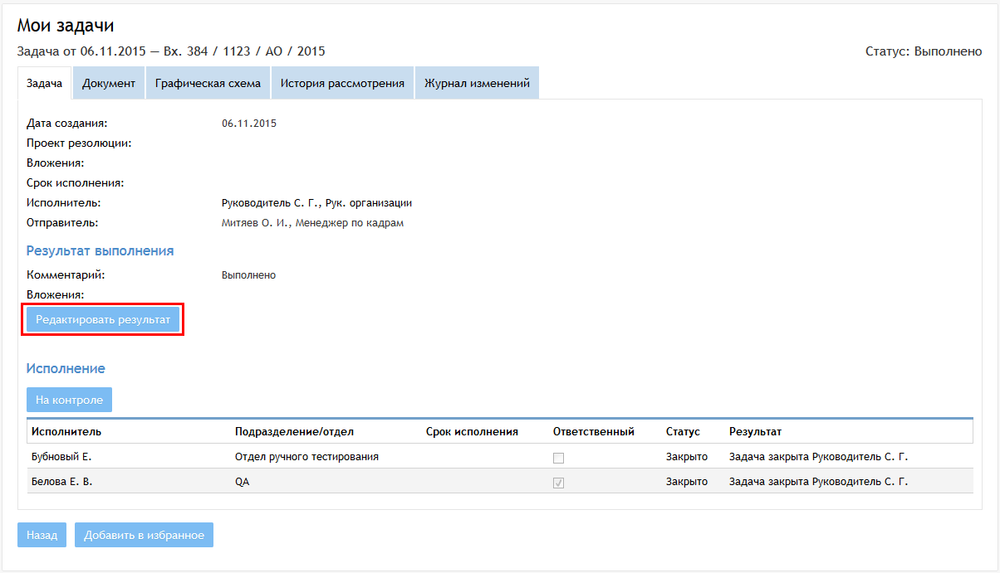 Мои задачи
Задача от 06.11.2015 — Вх. 384 / 1123 / АО / 2015 Статус: Выполнено
Задача Документ Графическая схема История рассмотрения Журнал изменений
Дата создания: 06.11.2015
Проект резолюции:
Вложения:
Срок исполнения:
Исполнитель: Руководитель С. Г., Рук. организации
Отправитель: Митяев О. И., Менеджер по кадрам
Результат выполнения
Комментарий: Выполнено
Вложения:
Редактировать результат
Исполнение
На контроле
Исполнитель Подразделение/отдел Срок исполнения Ответственный Статус Результат
Бубновый Е. Отдел ручного тестирования Закрыто Задача закрыта Руководитель С. Г.
Белова Е. В. QA Закрыто Задача закрыта Руководитель С. Г.
Назад Добавить в избранное